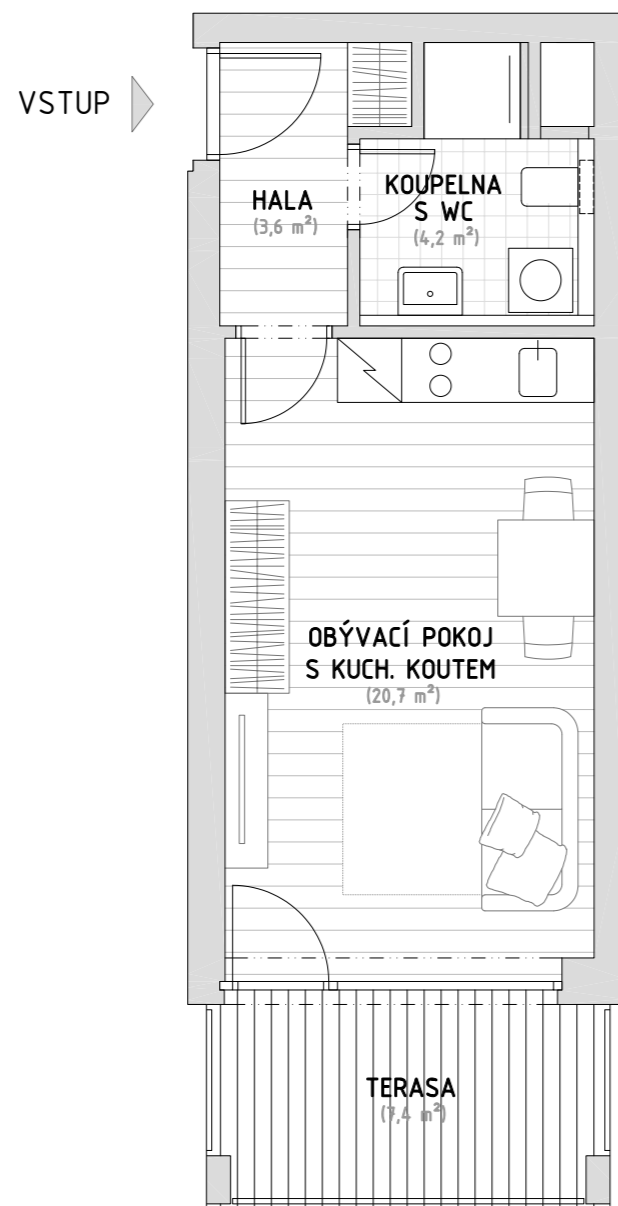 VSTUP
HALA
(3,6 m²)
KOUPELNA
S WC
(4,2 m²)
OBÝVACÍ POKOJ
S KUCH. KOUTEM
(20,7 m²)
TERASA
(7,4 m²)